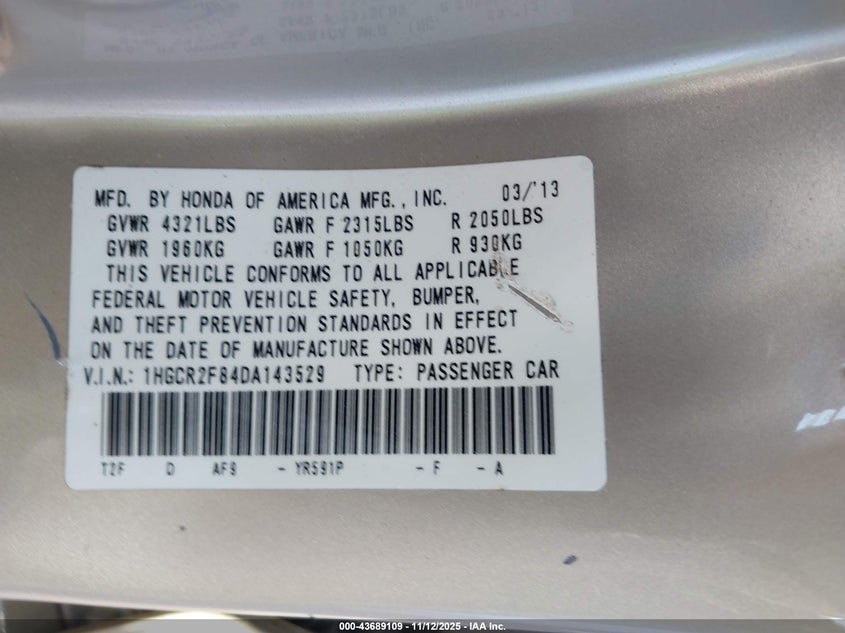 MFD. BY HONDA OF AMERICA MFG., INC. 03/'13
GVWR 4321LBS GAWR F 2315LBS R 2050LBS
GVWR 1960KG GAWR F 1050KG R 930KG
THIS VEHICLE CONFORMS TO ALL APPLICABLE
FEDERAL MOTOR VEHICLE SAFETY, BUMPER,
AND THEFT PREVENTION STANDARDS IN EFFECT
ON THE DATE OF MANUFACTURE SHOWN ABOVE.
V.I.N.: 1HGCR2F84DA143529 TYPE: PASSENGER CAR
T2F D AF9 - YR591P - F - A
000-43689109 - 11/12/2025 - IAA Inc.